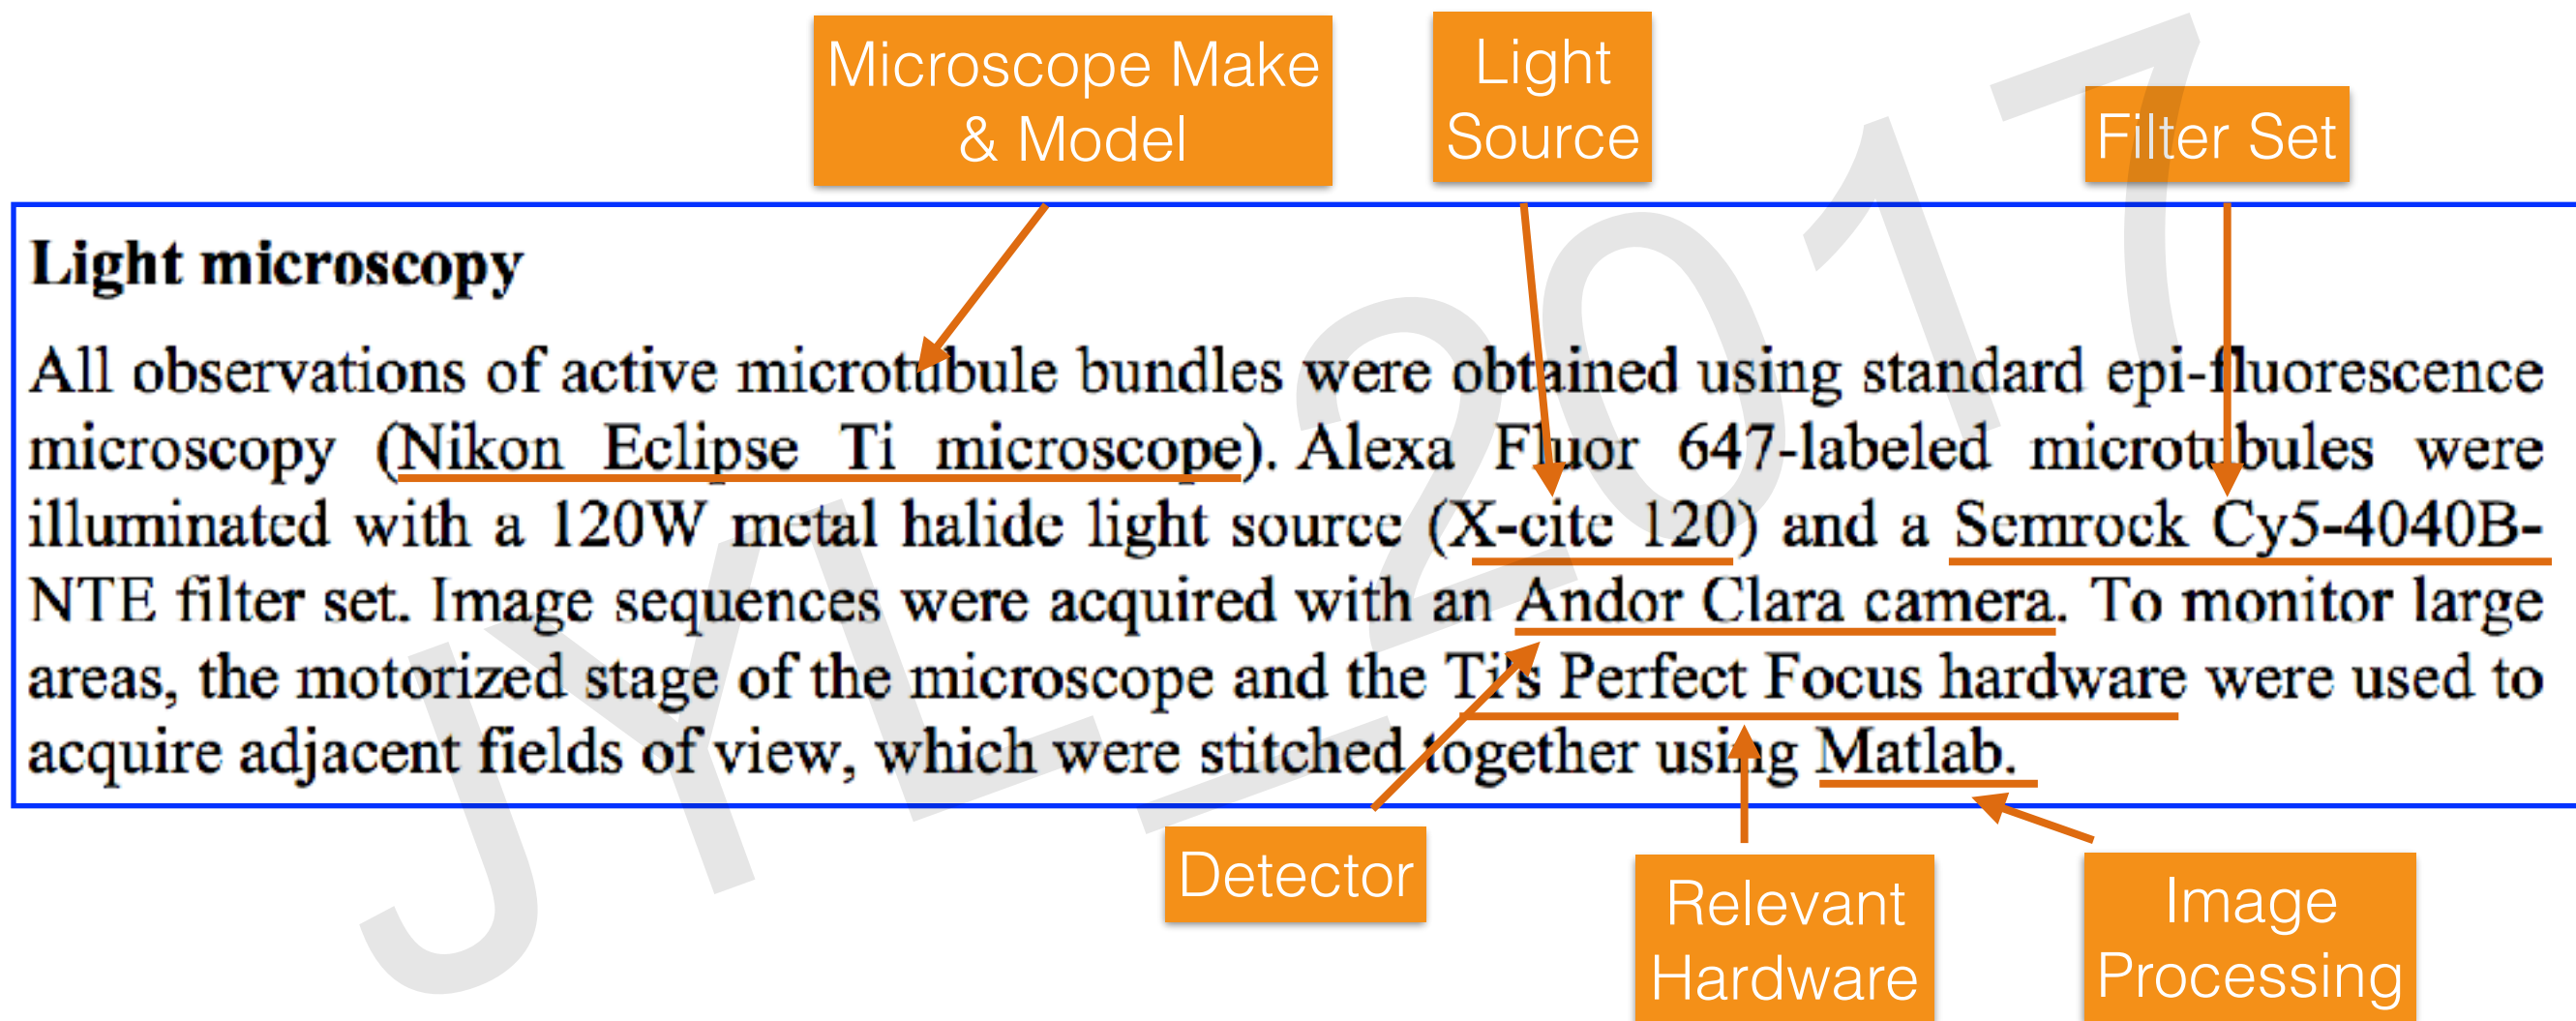 Microscope Make
& Model
Light
Source
Filter Set
Light microscopy
All observations of active microtubule bundles were obtained using standard epi-fluorescence
microscopy (Nikon Eclipse Ti microscope). Alexa Fluor 647-labeled microtubules were
illuminated with a 120W metal halide light source (X-cite 120) and a Semrock Cy5-4040B-
NTE filter set. Image sequences were acquired with an Andor Clara camera. To monitor large
areas, the motorized stage of the microscope and the Ti's Perfect Focus hardware were used to
acquire adjacent fields of view, which were stitched together using Matlab.
Detector
Relevant
Hardware
Image
Processing
JYL_2017